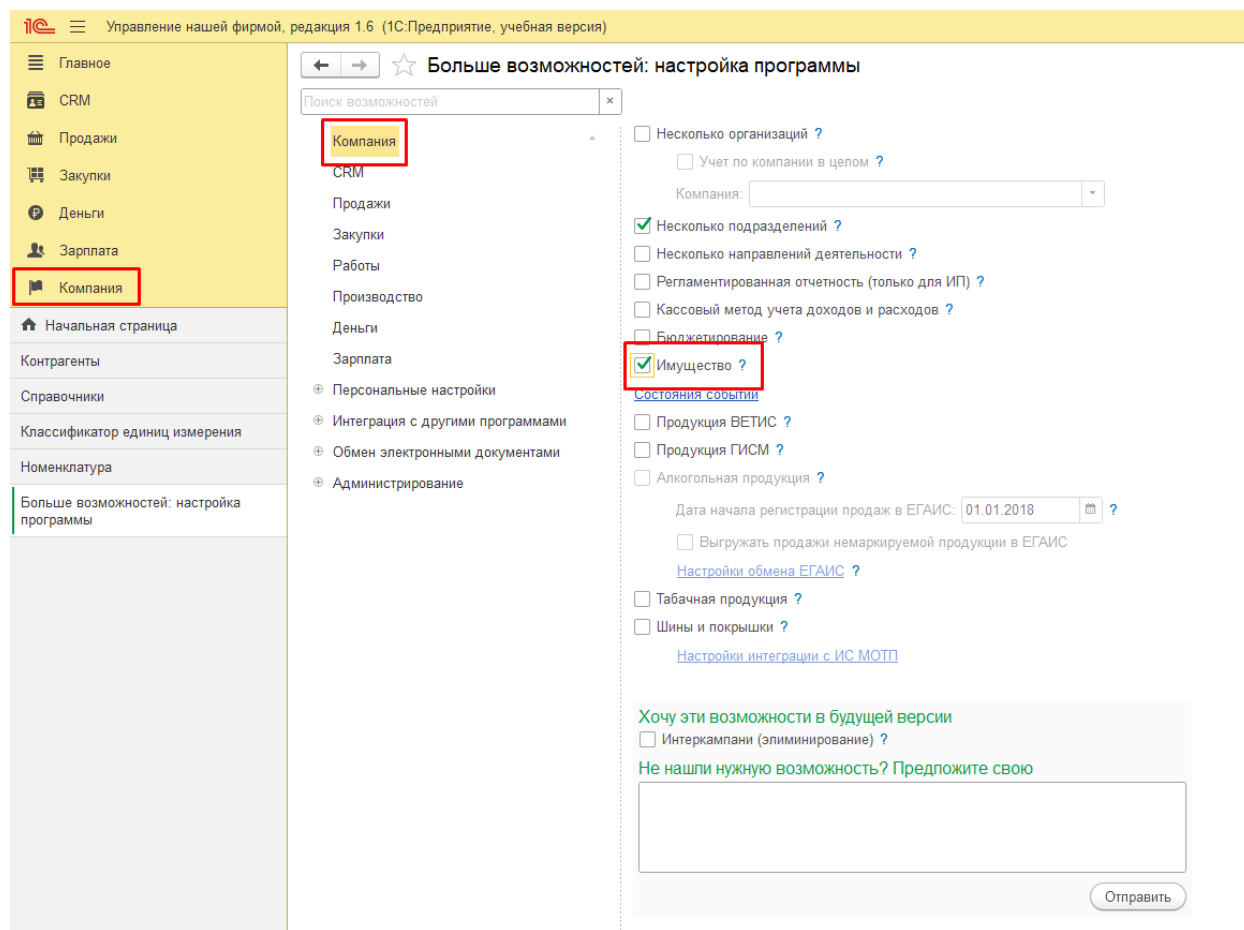 1С Управление нашей фирмой, редакция 1.6 (1С:Предприятие, учебная версия)
Главное
CRM
Продажи
Закупки
Деньги
Зарплата
Компания
Начальная страница
Контрагенты
Справочники
Классификатор единиц измерения
Номенклатура
Больше возможностей: настройка
программы
Больше возможностей: настройка программы
Поиск возможностей ×
Компания
CRM
Продажи
Закупки
Работы
Производство
Деньги
Зарплата
Персональные настройки
Интеграция с другими программами
Обмен электронными документами
Администрирование
Несколько организаций ?
Учет по компании в целом ?
Компания:
Несколько подразделений ?
Несколько направлений деятельности ?
Регламентированная отчетность (только для ИП) ?
Кассовый метод учета доходов и расходов ?
Бюджетирование ?
Имущество ?
Состояния событий
Продукция ВЕТИС ?
Продукция ГИСМ ?
Алкогольная продукция ?
Дата начала регистрации продаж в ЕГАИС: 01.01.2018 ?
Выгружать продажи немаркируемой продукции в ЕГАИС
Настройки обмена ЕГАИС ?
Табачная продукция ?
Шины и покрышки ?
Настройки интеграции с ИС МОТП
Хочу эти возможности в будущей версии
Интеркампани (элиминирование) ?
Не нашли нужную возможность? Предложите свою
Отправить